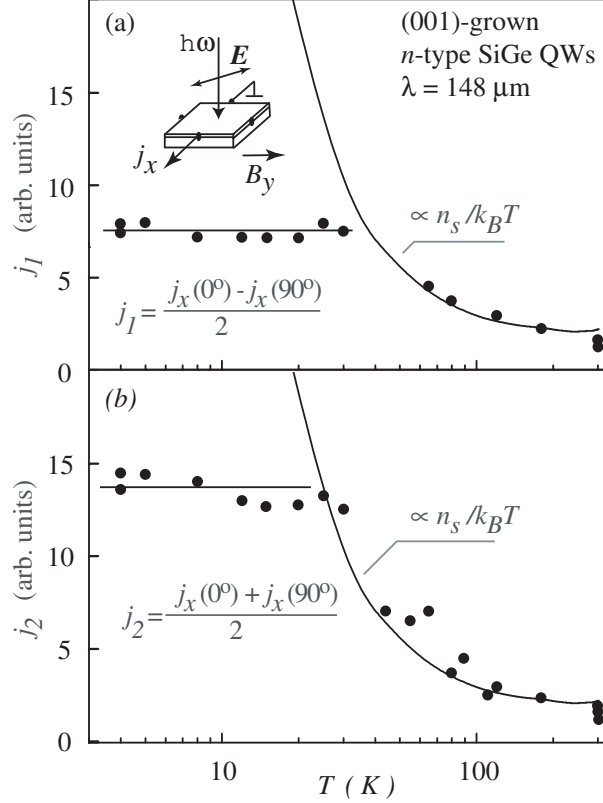 (a)
(001)-grown
n-type SiGe QWs
λ = 148 μm
ħω
E
⊥
j_x
B_y
∝ n_s /k_BT
j_1 = j_x(0°) - j_x(90°) / 2
j_1 (arb. units)
15
10
5
0
(b)
∝ n_s /k_BT
j_2 = j_x(0°) + j_x(90°) / 2
j_2 (arb. units)
15
10
5
0
10
100
T ( K )